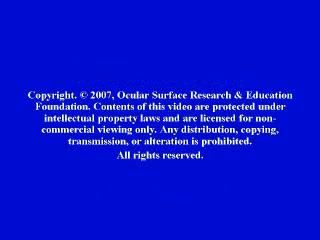 Copyright. © 2007, Ocular Surface Research & Education
Foundation. Contents of this video are protected under
intellectual property laws and are licensed for non-
commercial viewing only. Any distribution, copying,
transmission, or alteration is prohibited.
All rights reserved.